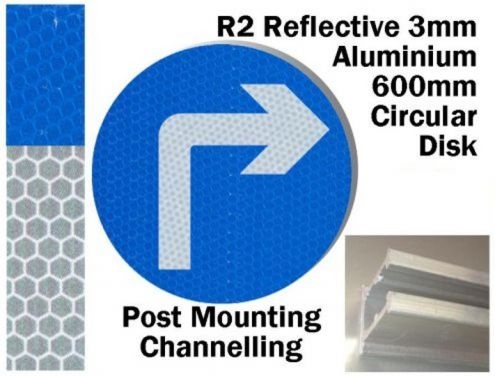 R2 Reflective 3mm
Aluminium
600mm
Circular
Disk
Post Mounting
Channelling